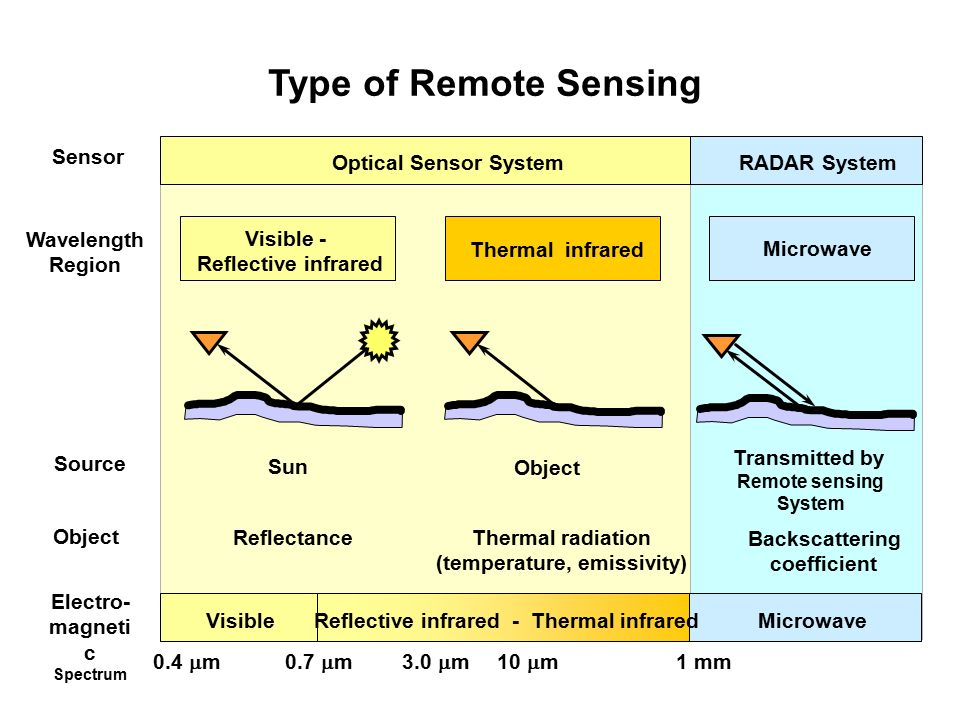 Type of Remote Sensing
Sensor
Optical Sensor System
RADAR System
Wavelength
Region
Visible -
Reflective infrared
Thermal infrared
Microwave
Source
Sun
Object
Transmitted by
Remote sensing
System
Object
Reflectance
Thermal radiation
(temperature, emissivity)
Backscattering
coefficient
Electro-
magneti
c
Spectrum
Visible
Reflective infrared - Thermal infrared
Microwave
0.4 μm
0.7 μm
3.0 μm
10 μm
1 mm